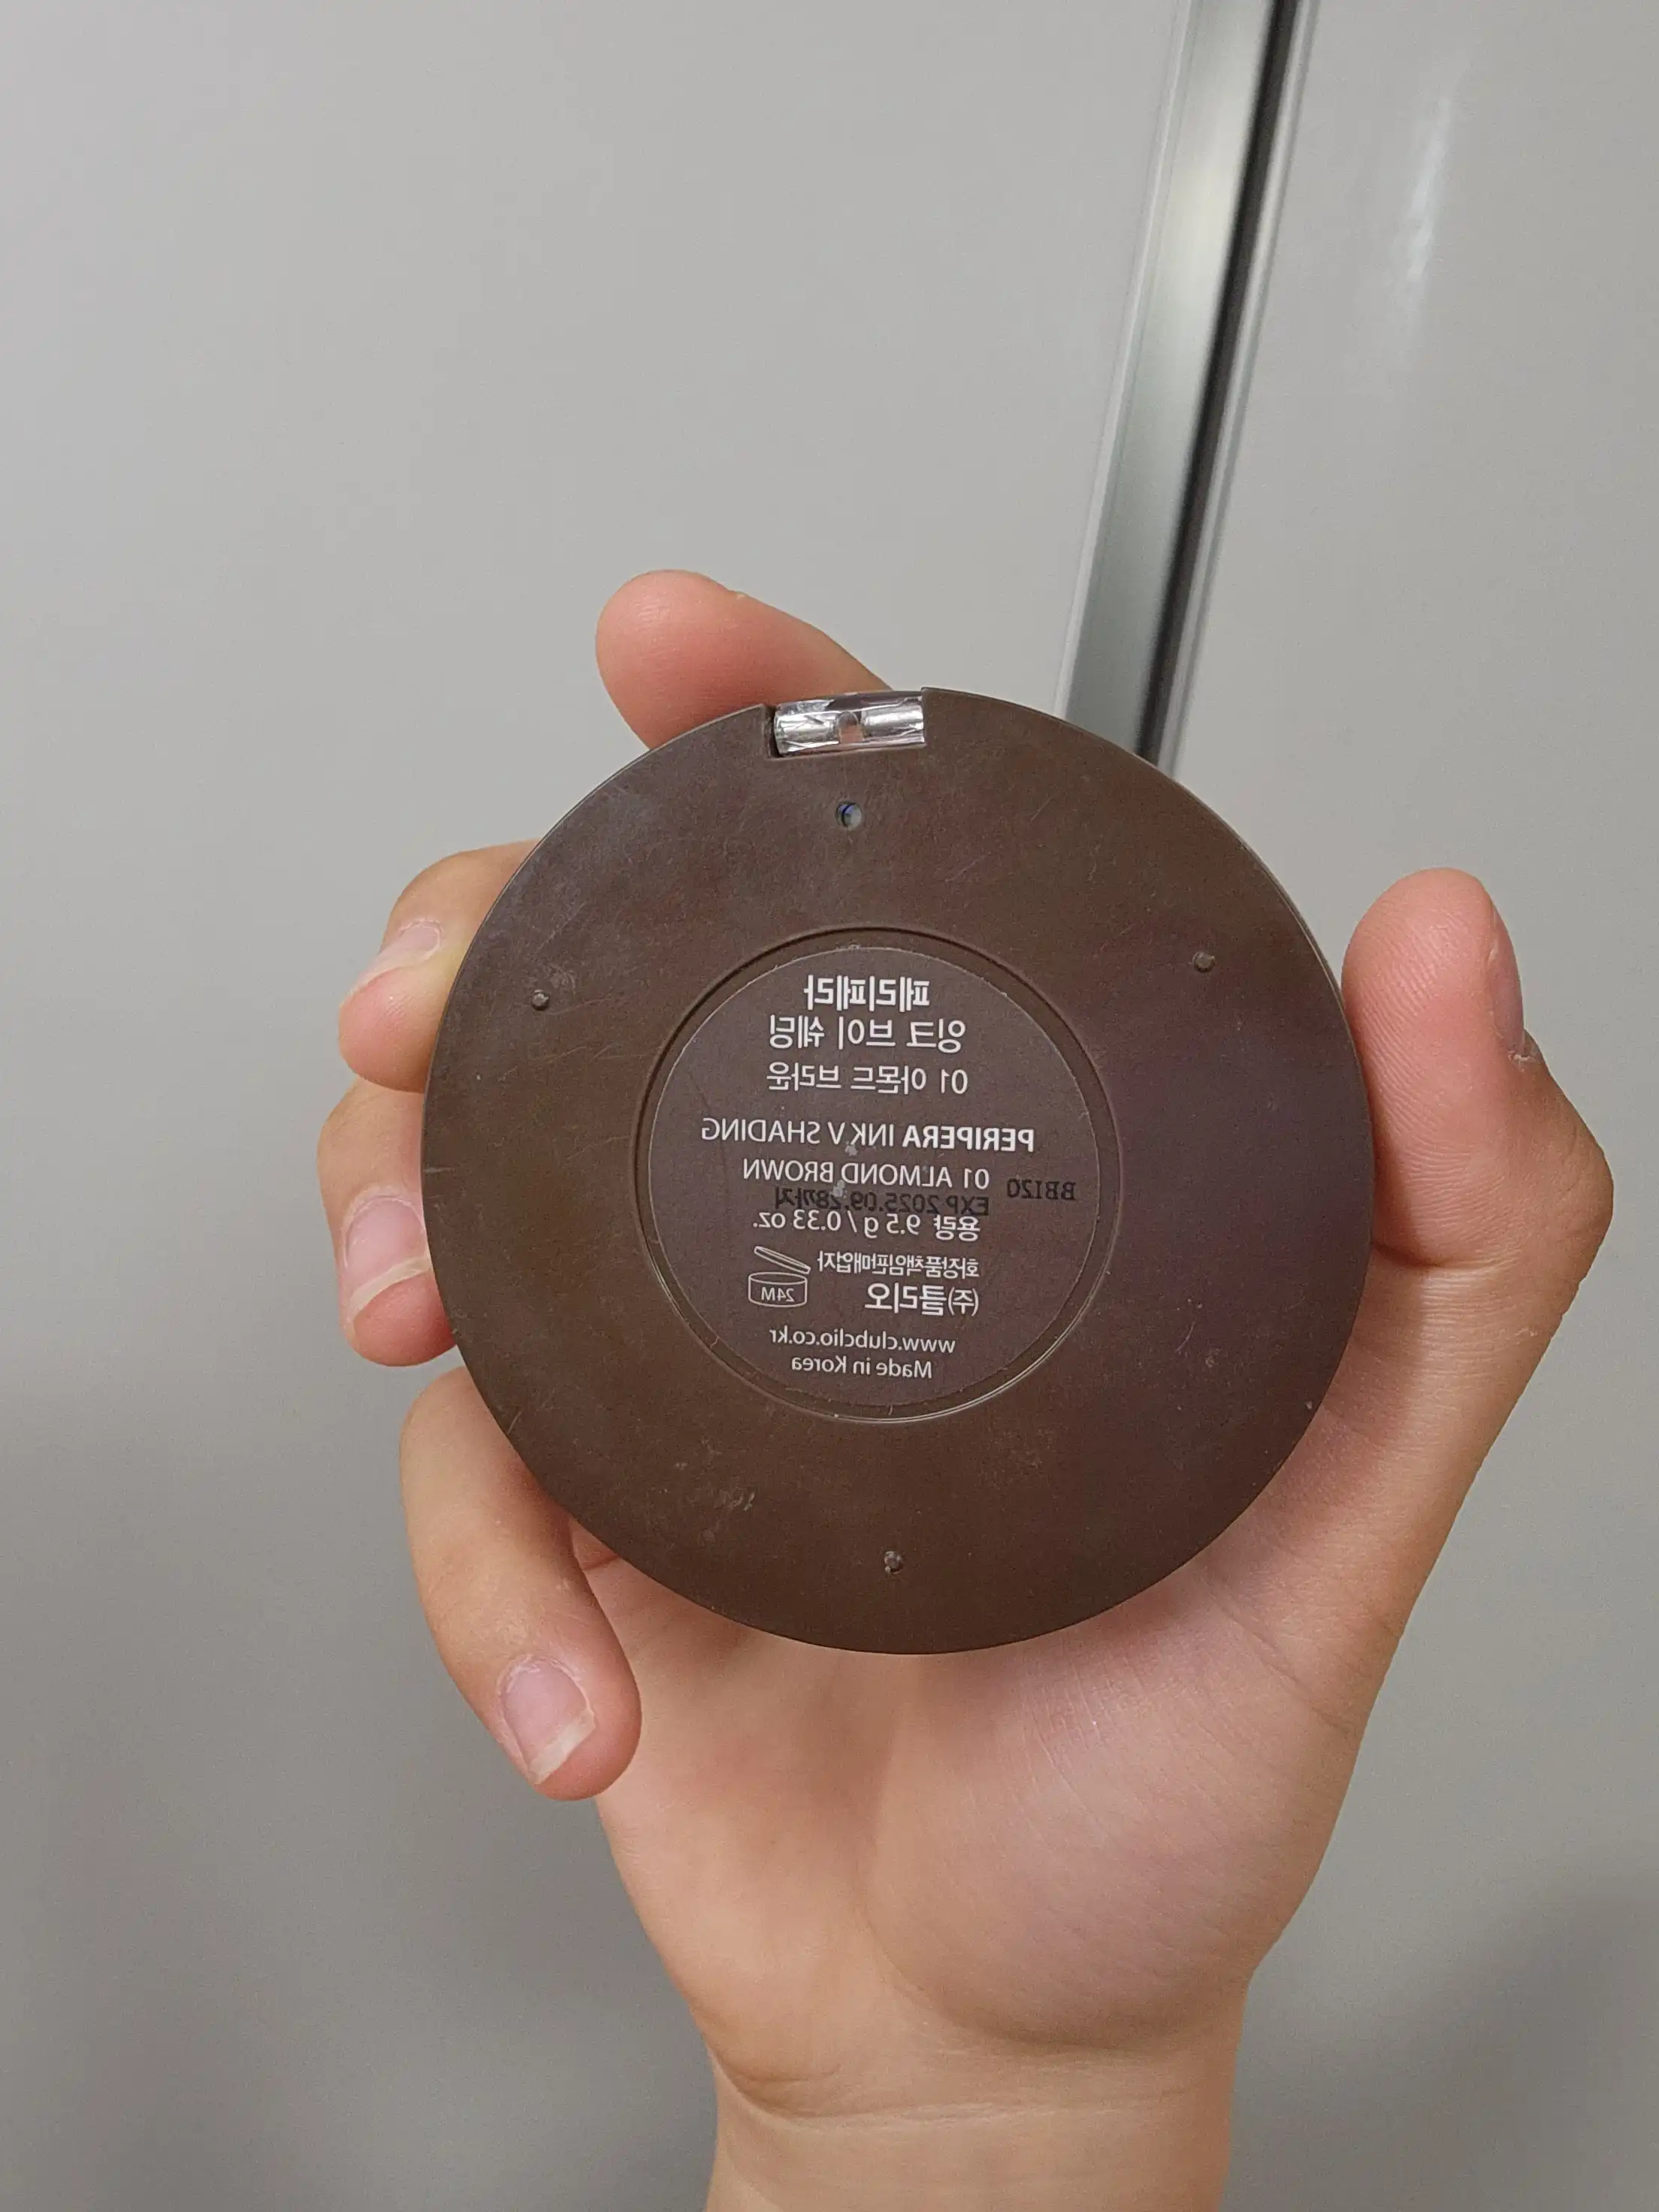 페리페라
잉크 브이 쉐딩
01 아몬드 브라운
PERIPERA INK V SHADING
01 ALMOND BROWN
BB120
EXP 2025.09.28까지
용량 9.5 g / 0.33 oz.
화장품책임판매업자
(주)클리오
24M
www.clubclio.co.kr
Made in Korea